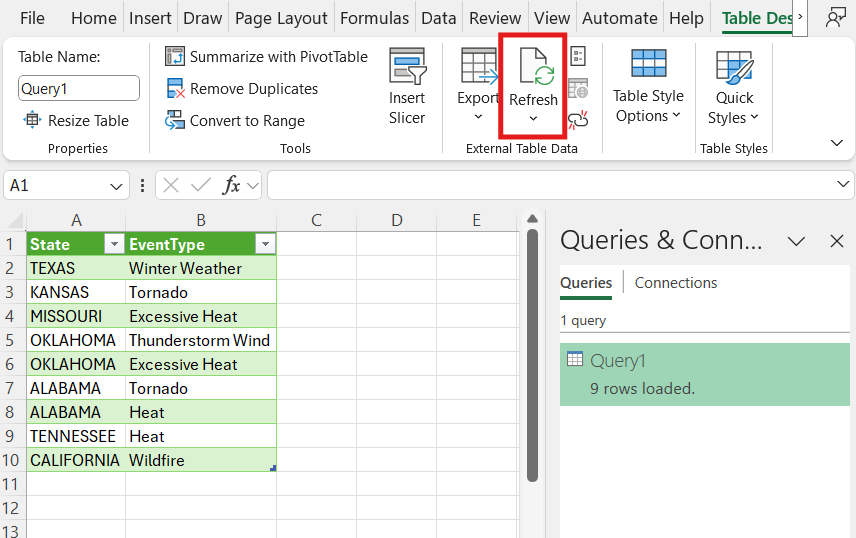 File Home Insert Draw Page Layout Formulas Data Review View Automate Help Table Des
Table Name:
Query1
Resize Table
Properties
Summarize with PivotTable
Remove Duplicates
Convert to Range
Tools
Insert
Slicer
Export
Refresh
External Table Data
Table Style
Options
Quick
Styles
Table Styles
A1
fx
A B C D E
1 State EventType
2 TEXAS Winter Weather
3 KANSAS Tornado
4 MISSOURI Excessive Heat
5 OKLAHOMA Thunderstorm Wind
6 OKLAHOMA Excessive Heat
7 ALABAMA Tornado
8 ALABAMA Heat
9 TENNESSEE Heat
10 CALIFORNIA Wildfire
11
12
13
Queries & Conn...
Queries Connections
1 query
Query1
9 rows loaded.